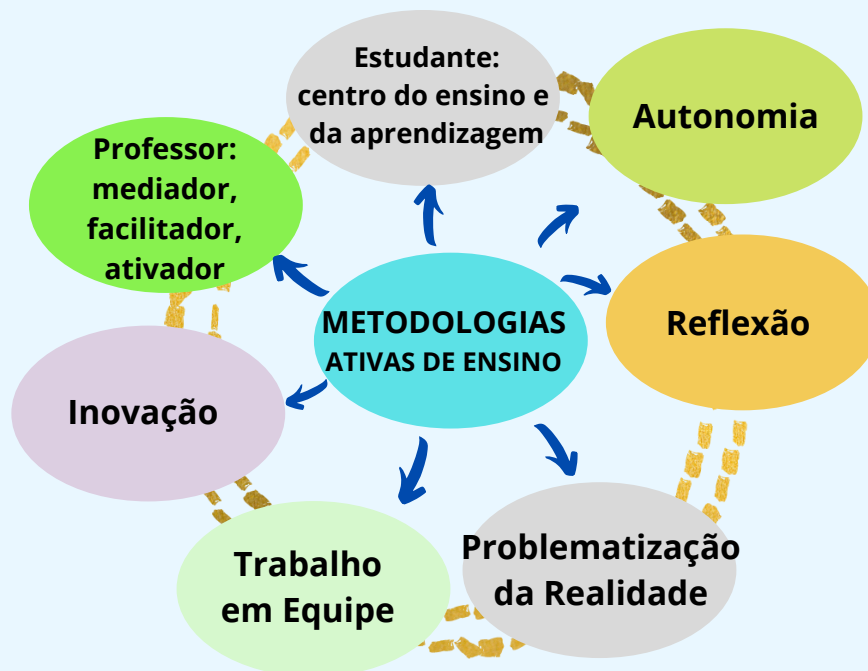 Estudante:
centro do ensino e
da aprendizagem
Autonomia
Professor:
mediador,
facilitador,
ativador
METODOLOGIAS
ATIVAS DE ENSINO
Reflexão
Inovação
Problematização
da Realidade
Trabalho
em Equipe